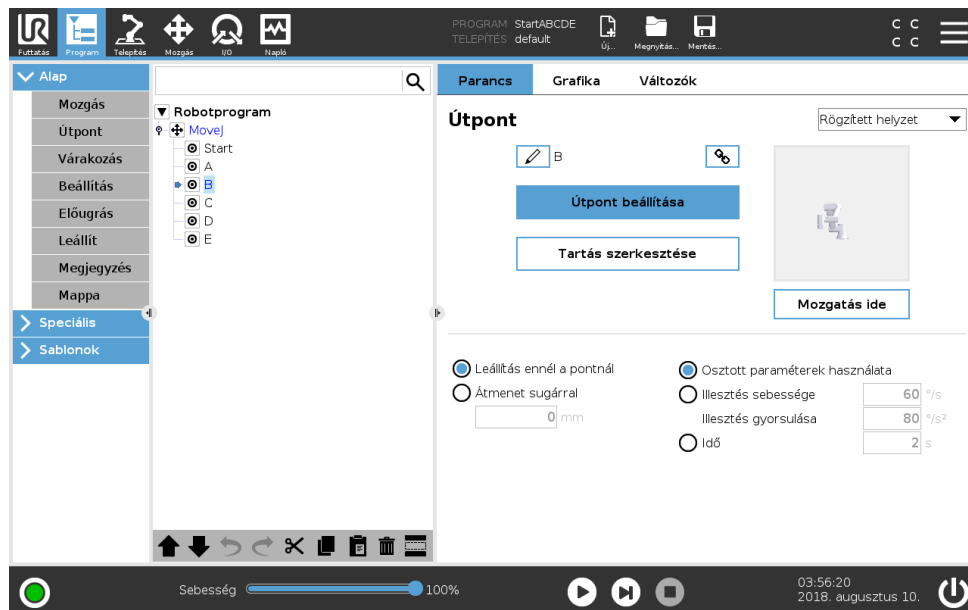 PROGRAM StartABCDE
TELEPÍTÉS default
C C
C C
Futtatás Program Telepítés Mozgás I/O Napló Új... Megnyitás... Mentés...
Alap
Mozgás
Útpont
Várakozás
Beállítás
Előugrás
Leállít
Megjegyzés
Mappa
Speciális
Sablonok
Robotprogram
MoveJ
Start
A
B
C
D
E
Parancs Grafika Változók
Útpont
Rögzített helyzet
B
Útpont beállítása
Tartás szerkesztése
Mozgatás ide
Leállítás ennél a pontnál
Átmenet sugárral
0 mm
Osztott paraméterek használata
Illesztés sebessége 60 °/s
Illesztés gyorsulása 80 °/s²
Idő 2 s
Sebesség 100%
03:56:20
2018. augusztus 10.